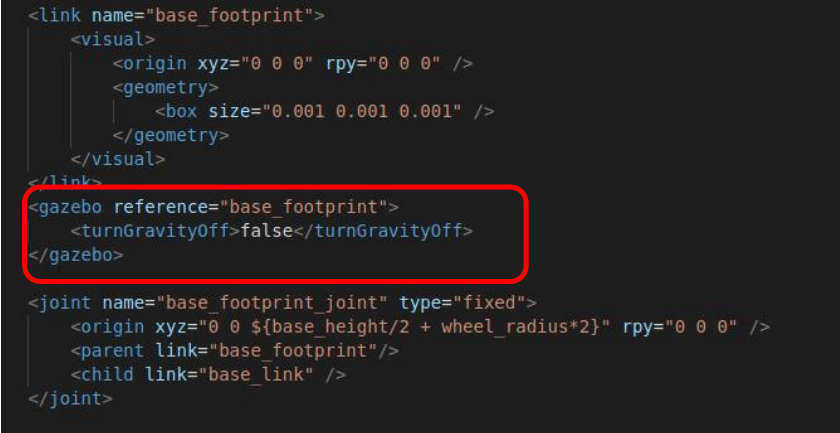 <link name="base_footprint">
<visual>
<origin xyz="0 0 0" rpy="0 0 0" />
<geometry>
<box size="0.001 0.001 0.001" />
</geometry>
</visual>
</link>
<gazebo reference="base_footprint">
<turnGravityOff>false</turnGravityOff>
</gazebo>
<joint name="base_footprint_joint" type="fixed">
<origin xyz="0 0 ${base_height/2 + wheel_radius*2}" rpy="0 0 0" />
<parent link="base_footprint"/>
<child link="base_link" />
</joint>